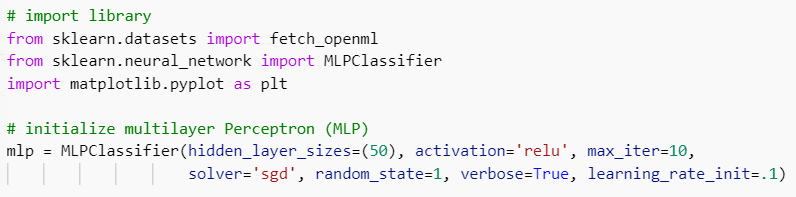 # import library
from sklearn.datasets import fetch_openml
from sklearn.neural_network import MLPClassifier
import matplotlib.pyplot as plt

# initialize multilayer Perceptron (MLP)
mlp = MLPClassifier(hidden_layer_sizes=(50), activation='relu', max_iter=10,
                    solver='sgd', random_state=1, verbose=True, learning_rate_init=.1)